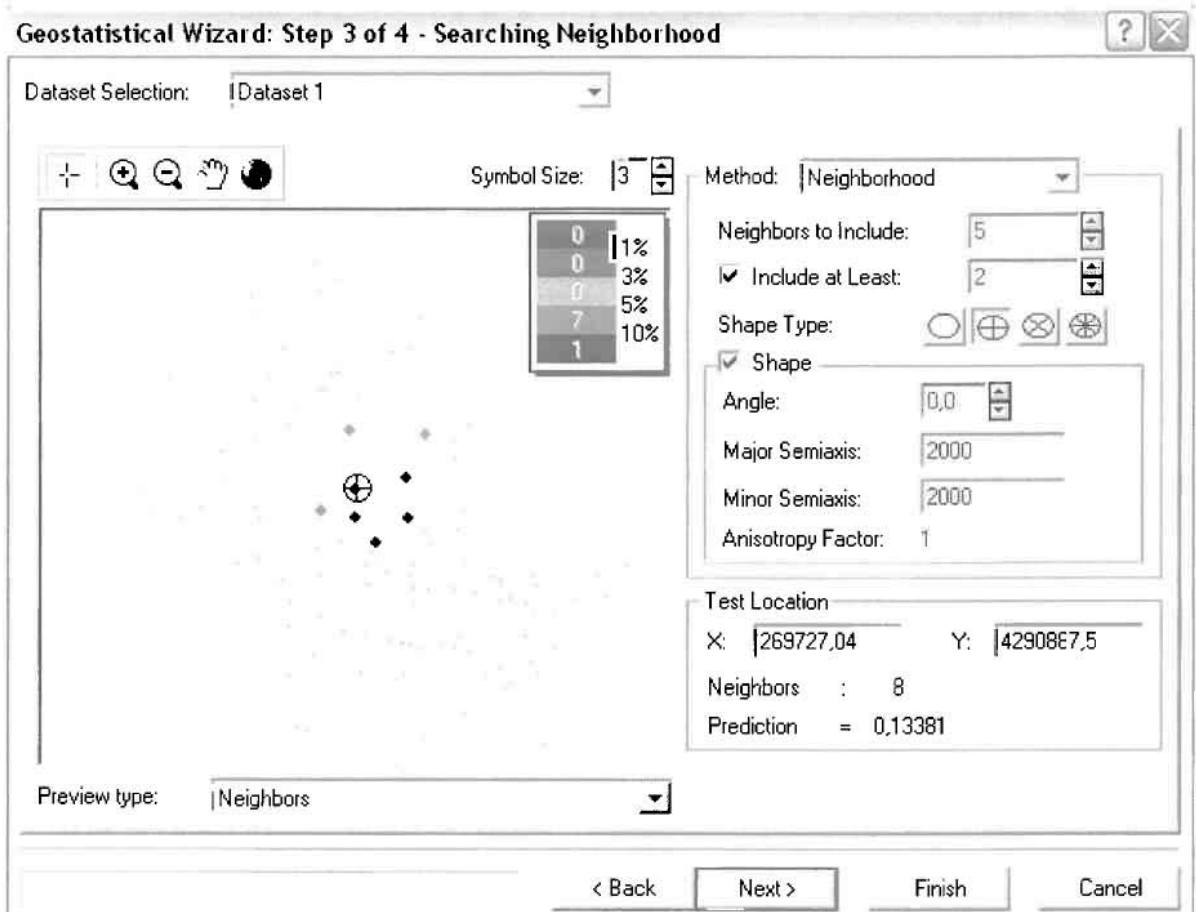 Geostatistical Wizard: Step 3 of 4 - Searching Neighborhood
Dataset Selection: Dataset 1
Symbol Size: 3
Method: Neighborhood
0
0
0
7
1
1%
3%
5%
10%
Neighbors to Include: 5
Include at Least: 2
Shape Type:
Shape
Angle: 0,0
Major Semiaxis: 2000
Minor Semiaxis: 2000
Anisotropy Factor: 1
Test Location
X: 269727,04 Y: 4290867,5
Neighbors : 8
Prediction = 0,13381
Preview type: Neighbors
< Back Next > Finish Cancel